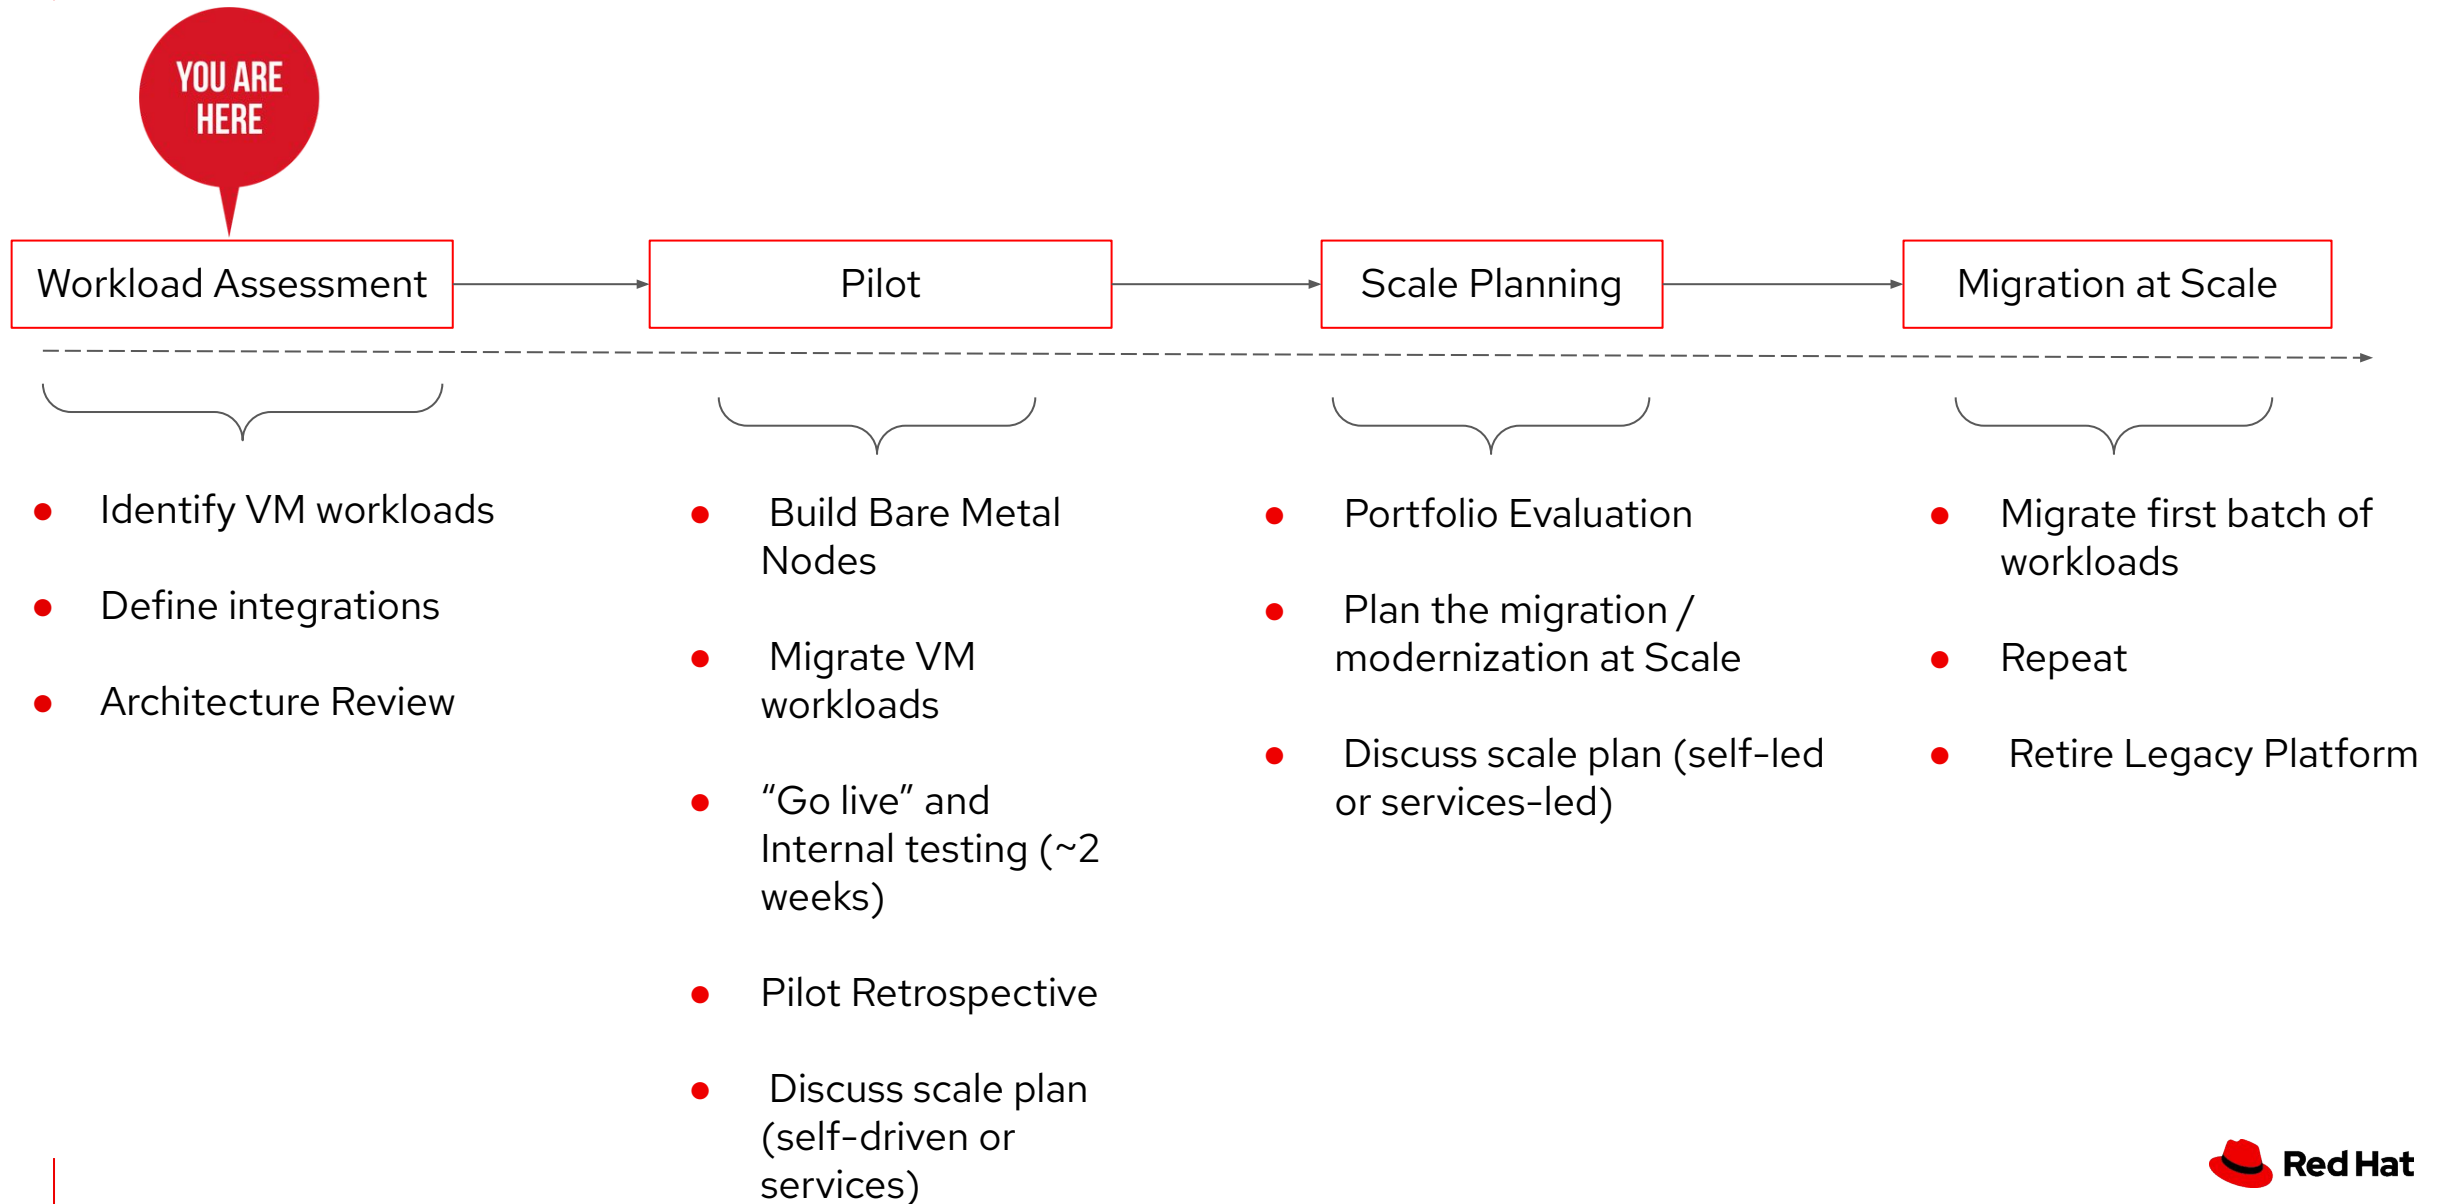 YOU ARE
HERE
Workload Assessment
Pilot
Scale Planning
Migration at Scale
● Identify VM workloads
● Define integrations
● Architecture Review
● Build Bare Metal
Nodes
● Migrate VM
workloads
● “Go live” and
Internal testing (~2
weeks)
● Pilot Retrospective
● Discuss scale plan
(self-driven or
services)
● Portfolio Evaluation
● Plan the migration /
modernization at Scale
● Discuss scale plan (self-led
or services-led)
● Migrate first batch of
workloads
● Repeat
● Retire Legacy Platform
Red Hat